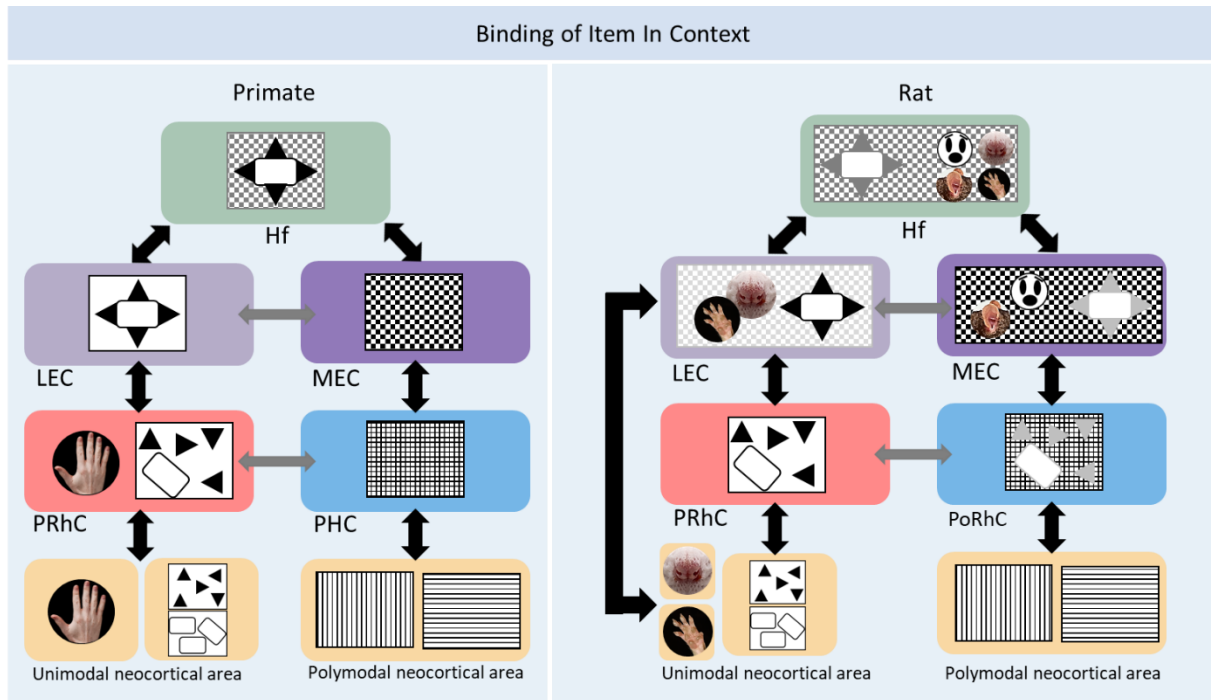 Binding of Item In Context
Primate
Hf
LEC
MEC
PRhC
PHC
Unimodal neocortical area
Polymodal neocortical area
Rat
Hf
LEC
MEC
PRhC
PoRhC
Unimodal neocortical area
Polymodal neocortical area